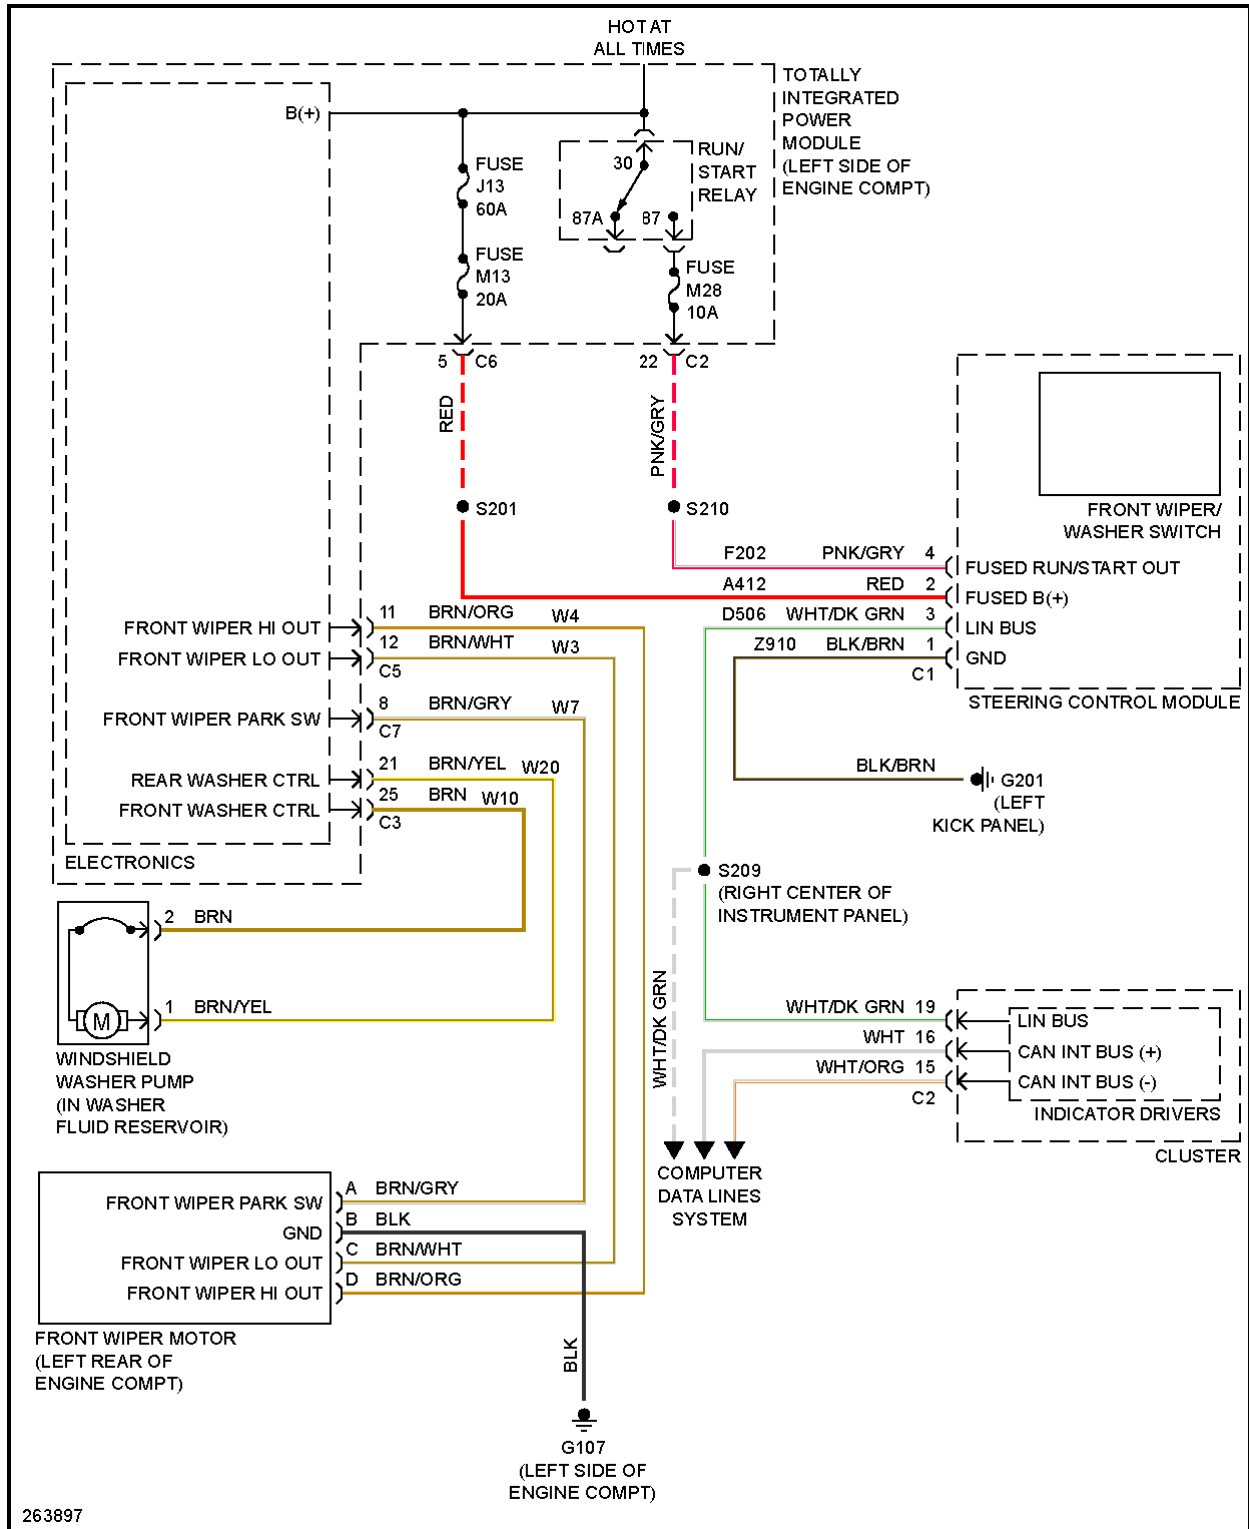 HOT AT
ALL TIMES
TOTALLY
INTEGRATED
POWER
MODULE
(LEFT SIDE OF
ENGINE COMPT)
B(+)
FUSE
J13
60A
FUSE
M13
20A
30
87A
87
RUN/
START
RELAY
FUSE
M28
10A
5
C6
22
C2
RED
PNK/GRY
S201
S210
FRONT WIPER/
WASHER SWITCH
F202
PNK/GRY
4
FUSED RUN/START OUT
A412
RED
2
FUSED B(+)
D506
WHT/DK GRN
3
LIN BUS
Z910
BLK/BRN
1
GND
C1
STEERING CONTROL MODULE
FRONT WIPER HI OUT
11
BRN/ORG
W4
FRONT WIPER LO OUT
12
BRN/WHT
W3
C5
FRONT WIPER PARK SW
8
BRN/GRY
W7
C7
REAR WASHER CTRL
21
BRN/YEL
W20
FRONT WASHER CTRL
25
BRN
W10
C3
ELECTRONICS
BLK/BRN
G201
(LEFT
KICK PANEL)
S209
(RIGHT CENTER OF
INSTRUMENT PANEL)
2
BRN
M
1
BRN/YEL
WINDSHIELD
WASHER PUMP
(IN WASHER
FLUID RESERVOIR)
WHT/DK GRN
WHT/DK GRN
19
LIN BUS
WHT
16
CAN INT BUS (+)
WHT/ORG
15
CAN INT BUS (-)
C2
INDICATOR DRIVERS
CLUSTER
COMPUTER
DATA LINES
SYSTEM
FRONT WIPER PARK SW
A
BRN/GRY
GND
B
BLK
FRONT WIPER LO OUT
C
BRN/WHT
FRONT WIPER HI OUT
D
BRN/ORG
FRONT WIPER MOTOR
(LEFT REAR OF
ENGINE COMPT)
BLK
G107
(LEFT SIDE OF
ENGINE COMPT)
263897